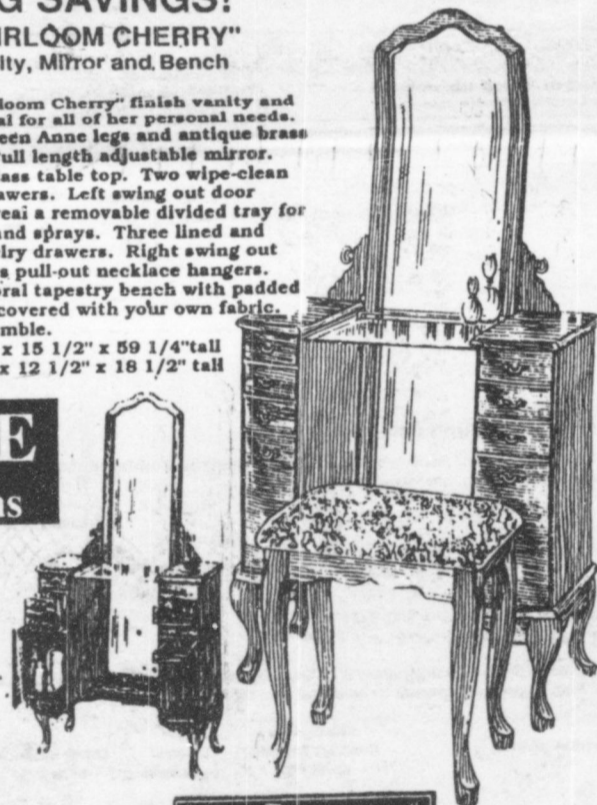 G SAVINGS!
IRLOOM CHERRY"
lty, Mirror and Bench
loom Cherry" finish vanity and
al for all of her personal needs.
een Anne legs and antique brass
ull length adjustable mirror.
ass table top. Two wipe-clean
awers. Left swing out door
veal a removable divided tray for
and sprays. Three lined and
lry drawers. Right swing out
s pull-out necklace hangers.
oral tapestry bench with padded
covered with your own fabric.
mble.
x 15 1/2" x 59 1/4"tall
x 12 1/2" x 18 1/2" tall
E
ns